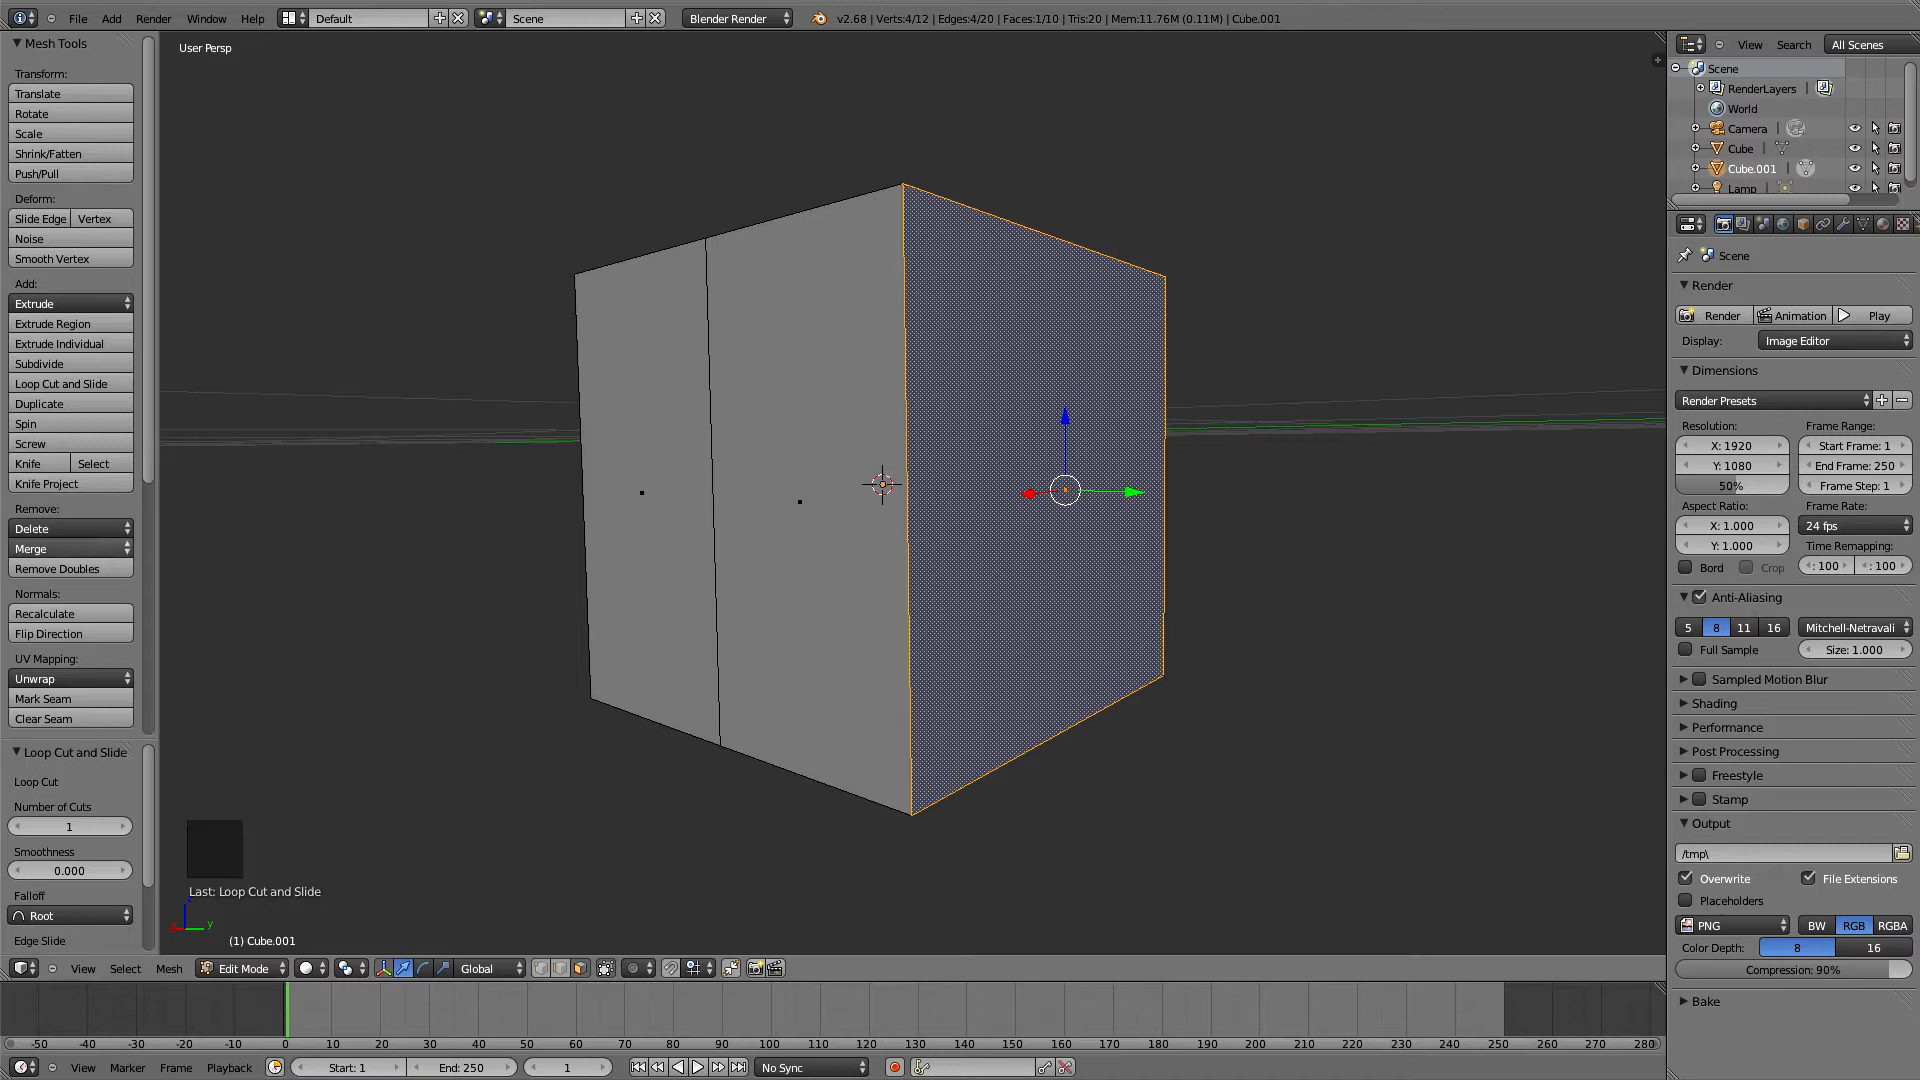 File Add Render Window Help Default Scene Blender Render v2.68 | Verts:4/12 | Edges:4/20 | Faces:1/10 | Tris:20 | Mem:11.76M (0.11M) | Cube.001
Mesh Tools
Transform:
Translate
Rotate
Scale
Shrink/Fatten
Push/Pull
Deform:
Slide Edge Vertex
Noise
Smooth Vertex
Add:
Extrude
Extrude Region
Extrude Individual
Subdivide
Loop Cut and Slide
Duplicate
Spin
Screw
Knife Select
Knife Project
Remove:
Delete
Merge
Remove Doubles
Normals:
Recalculate
Flip Direction
UV Mapping:
Unwrap
Mark Seam
Clear Seam
Loop Cut and Slide
Loop Cut
Number of Cuts
1
Smoothness
0.000
Falloff
Root
Edge Slide
User Persp
Last: Loop Cut and Slide
y
(1) Cube.001
View Select Mesh Edit Mode Global
-50 -40 -30 -20 -10 0 10 20 30 40 50 60 70 80 90 100 110 120 130 140 150 160 170 180 190 200 210 220 230 240 250 260 270 280
View Marker Frame Playback Start: 1 End: 250 1 No Sync
View Search All Scenes
Scene
RenderLayers |
World
Camera |
Cube |
Cube.001 |
Lamp |
Scene
Render
Render Animation Play
Display: Image Editor
Dimensions
Render Presets
Resolution: Frame Range:
X: 1920 Start Frame: 1
Y: 1080 End Frame: 250
50% Frame Step: 1
Aspect Ratio: Frame Rate:
X: 1.000 24 fps
Y: 1.000 Time Remapping:
Bord Crop : 100 : 100
Anti-Aliasing
5 8 11 16 Mitchell-Netravali
Full Sample Size: 1.000
Sampled Motion Blur
Shading
Performance
Post Processing
Freestyle
Stamp
Output
/tmp\
Overwrite File Extensions
Placeholders
PNG BW RGB RGBA
Color Depth: 8 16
Compression: 90%
Bake